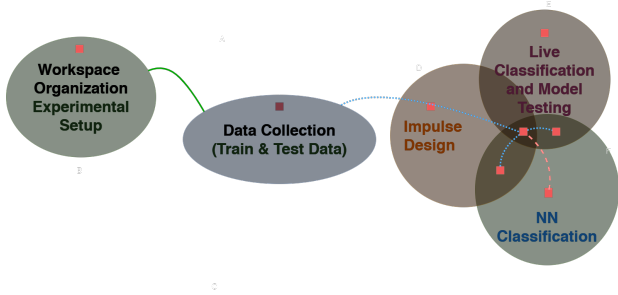 E
A
Workspace
Organization
Experimental
Setup
Data Collection
(Train & Test Data)
D
Impulse
Design
Live
Classification
and Model
Testing
NN
Classification
B